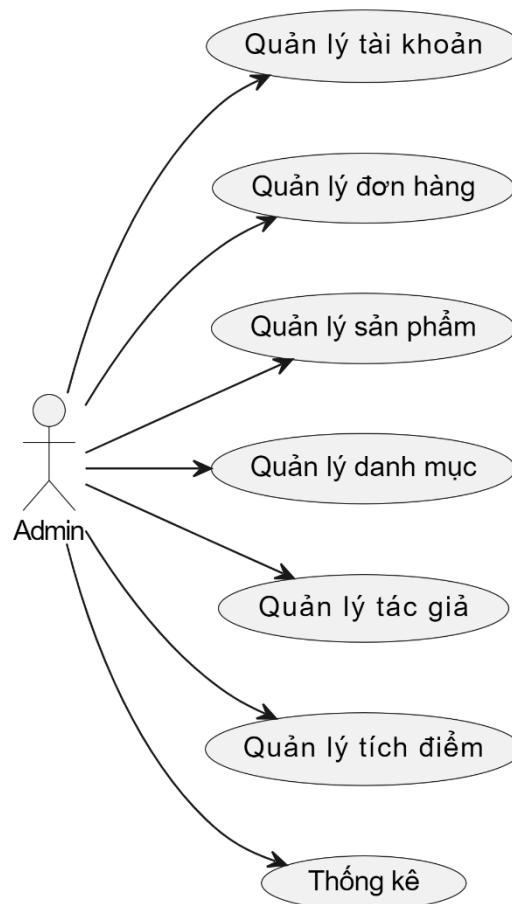 Quản lý tài khoản
Quản lý đơn hàng
Quản lý sản phẩm
Quản lý danh mục
Admin
Quản lý tác giả
Quản lý tích điểm
Thống kê